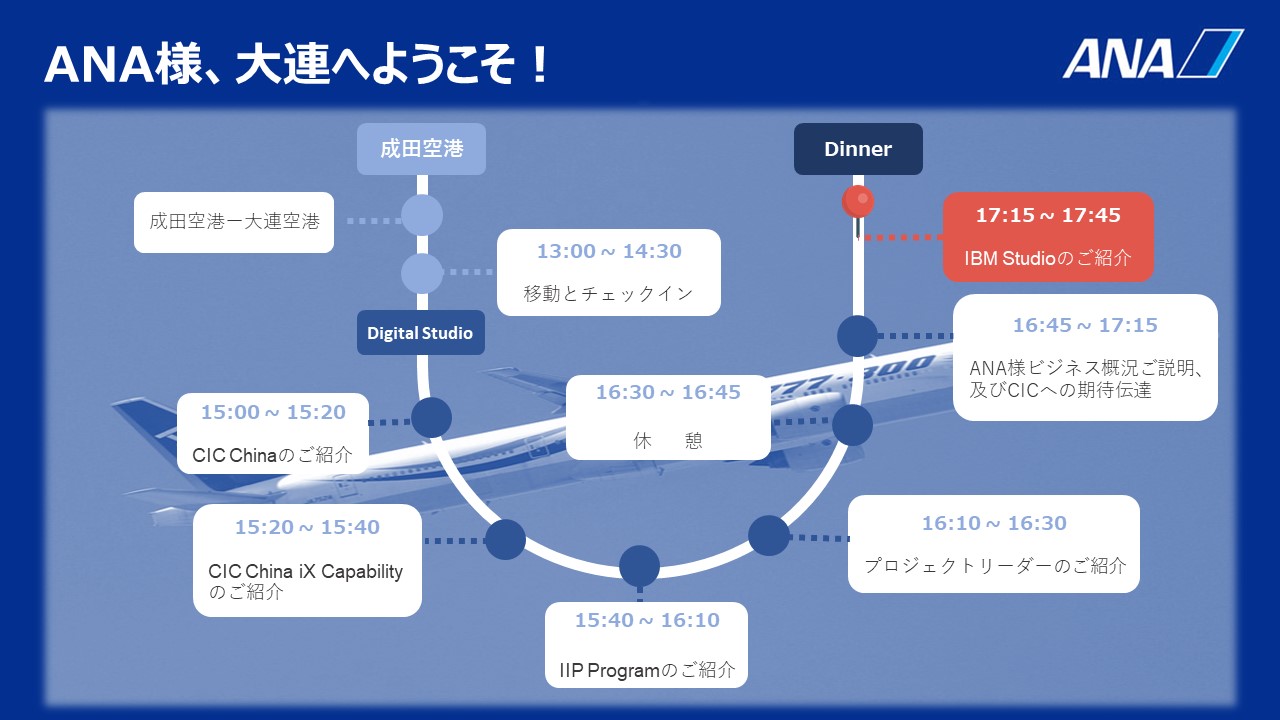 ANA様、大連へようこそ！
ANA
成田空港
成田空港ー大連空港
13:00 ~ 14:30
移動とチェックイン
Digital Studio
15:00 ~ 15:20
CIC Chinaのご紹介
15:20 ~ 15:40
CIC China iX Capability
のご紹介
15:40 ~ 16:10
IIP Programのご紹介
16:10 ~ 16:30
プロジェクトリーダーのご紹介
16:30 ~ 16:45
休　憩
16:45 ~ 17:15
ANA様ビジネス概況ご説明、
及びCICへの期待伝達
17:15 ~ 17:45
IBM Studioのご紹介
Dinner
777-300